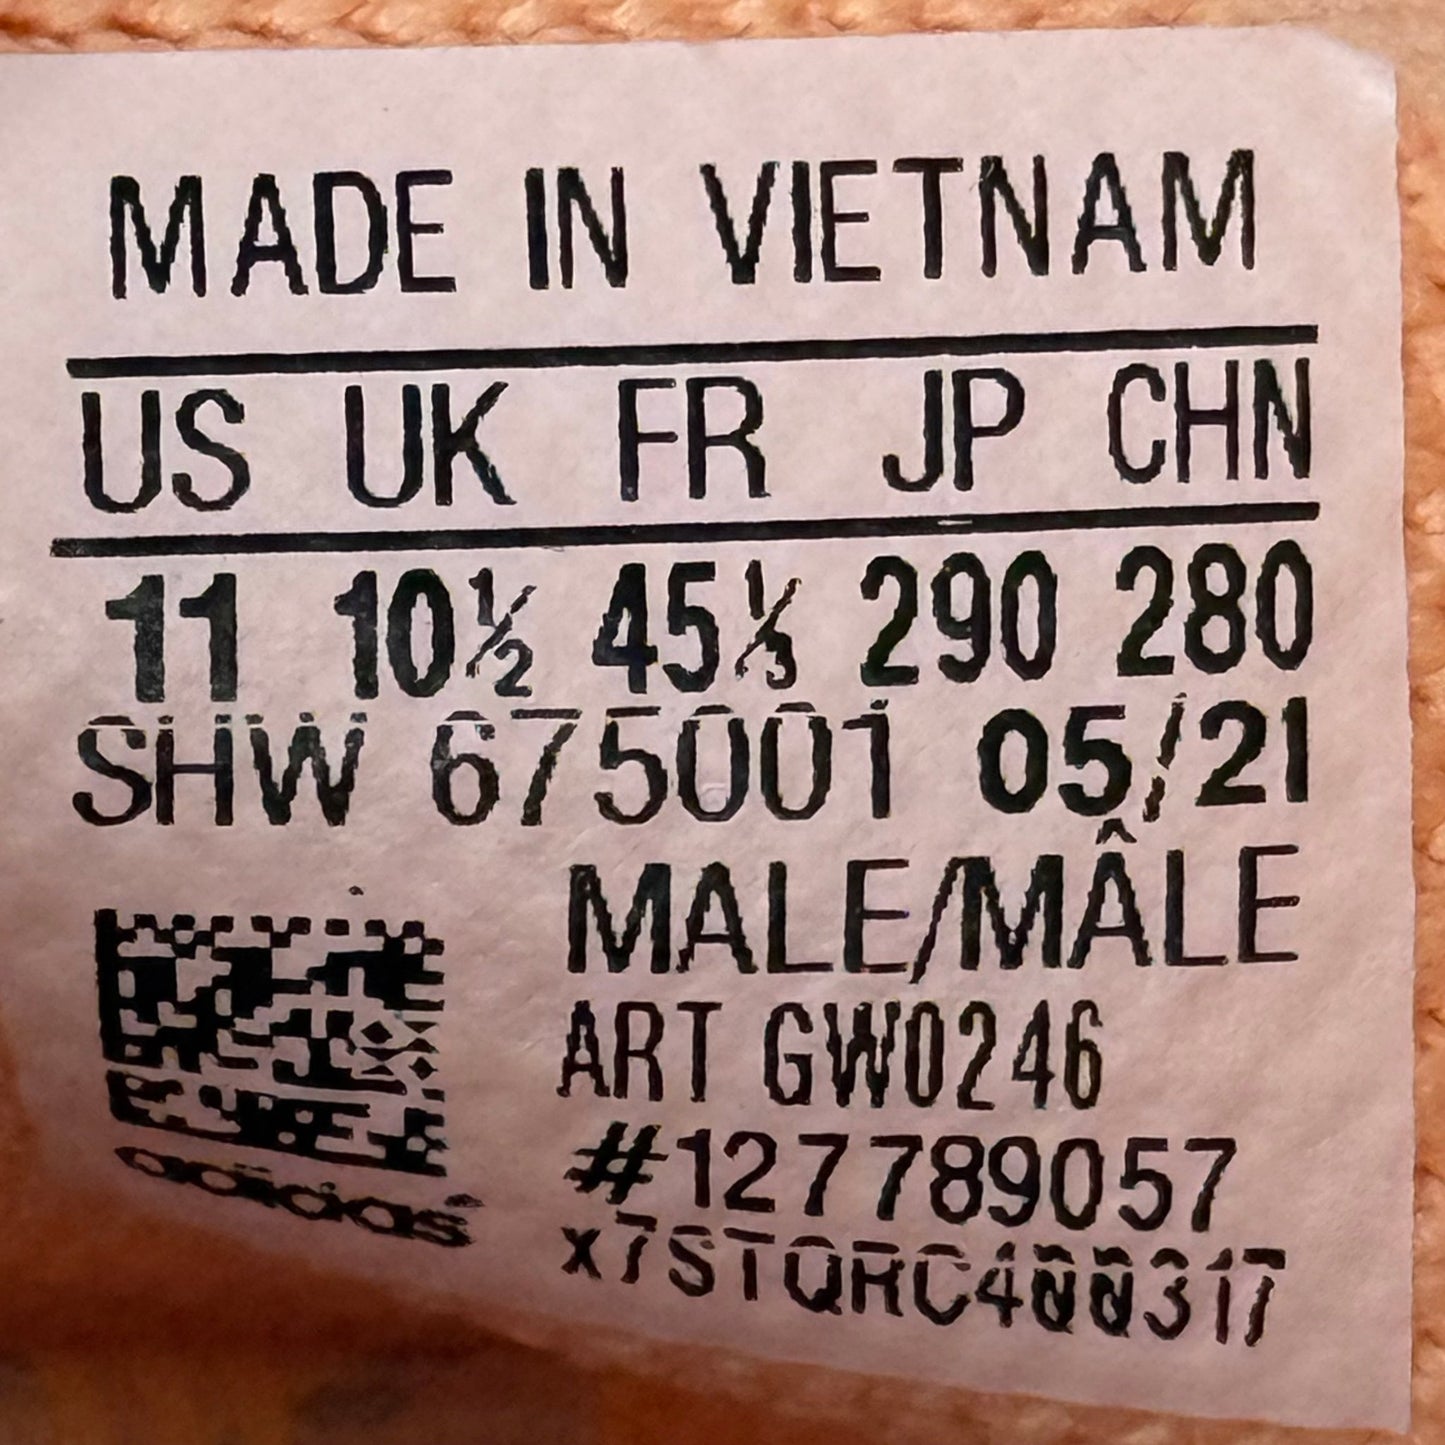 MADE IN VIETNAM
US UK FR JP CHN
11 10½ 45⅓ 290 280
SHW 675001 05/21
MALE/MÂLE
ART GW0246
#127789057
x7STQRC400317
adidas